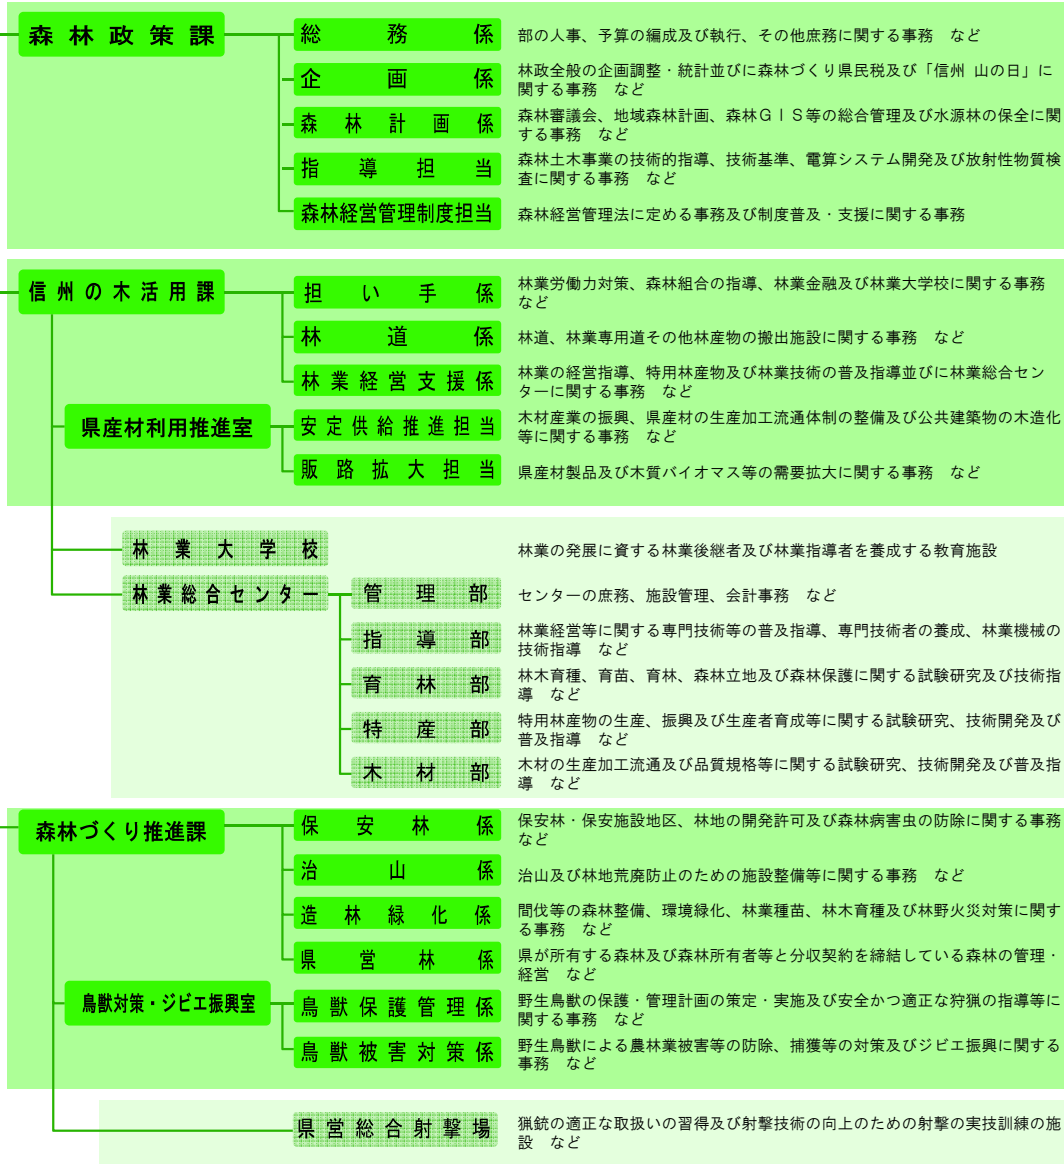 森林政策課
総務係
部の人事、予算の編成及び執行、その他庶務に関する事務　など
企画係
林政全般の企画調整・統計並びに森林づくり県民税及び「信州 山の日」に
関する事務　など
森林計画係
森林審議会、地域森林計画、森林ＧＩＳ等の総合管理及び水源林の保全に関
する事務　など
指導担当
森林土木事業の技術的指導、技術基準、電算システム開発及び放射性物質検
査に関する事務　など
森林経営管理制度担当
森林経営管理法に定める事務及び制度普及・支援に関する事務
信州の木活用課
担い手係
林業労働力対策、森林組合の指導、林業金融及び林業大学校に関する事務
など
林道係
林道、林業専用道その他林産物の搬出施設に関する事務　など
林業経営支援係
林業の経営指導、特用林産物及び林業技術の普及指導並びに林業総合セン
ターに関する事務　など
県産材利用推進室
安定供給推進担当
木材産業の振興、県産材の生産加工流通体制の整備及び公共建築物の木造化
等に関する事務　など
販路拡大担当
県産材製品及び木質バイオマス等の需要拡大に関する事務　など
林業大学校
林業の発展に資する林業後継者及び林業指導者を養成する教育施設
林業総合センター
管理部
センターの庶務、施設管理、会計事務　など
指導部
林業経営等に関する専門技術等の普及指導、専門技術者の養成、林業機械の
技術指導　など
育林部
林木育種、育苗、育林、森林立地及び森林保護に関する試験研究及び技術指
導　など
特産部
特用林産物の生産、振興及び生産者育成等に関する試験研究、技術開発及び
普及指導　など
木材部
木材の生産加工流通及び品質規格等に関する試験研究、技術開発及び普及指
導　など
森林づくり推進課
保安林係
保安林・保安施設地区、林地の開発許可及び森林病害虫の防除に関する事務
など
治山係
治山及び林地荒廃防止のための施設整備等に関する事務　など
造林緑化係
間伐等の森林整備、環境緑化、林業種苗、林木育種及び林野火災対策に関す
る事務　など
県営林係
県が所有する森林及び森林所有者等と分収契約を締結している森林の管理・
経営　など
鳥獣対策・ジビエ振興室
鳥獣保護管理係
野生鳥獣の保護・管理計画の策定・実施及び安全かつ適正な狩猟の指導等に
関する事務　など
鳥獣被害対策係
野生鳥獣による農林業被害等の防除、捕獲等の対策及びジビエ振興に関する
事務　など
県営総合射撃場
猟銃の適正な取扱いの習得及び射撃技術の向上のための射撃の実技訓練の施
設　など